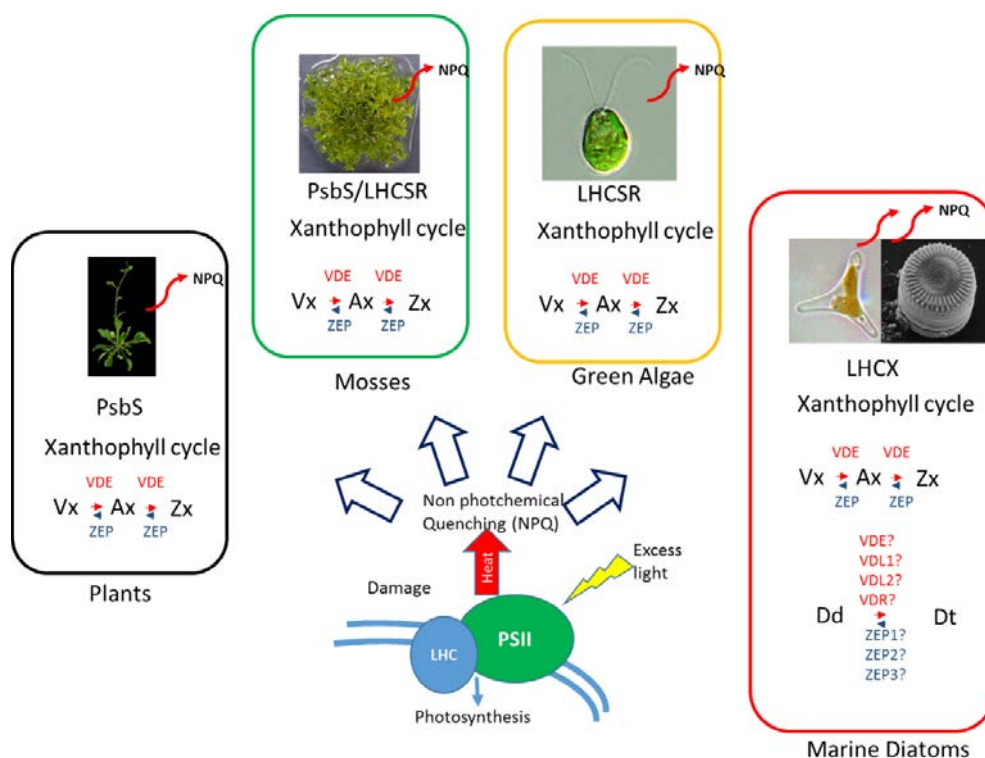 NPQ
PsbS
Xanthophyll cycle
VDE VDE
Vx Ax Zx
ZEP ZEP
Plants
NPQ
PsbS/LHCSR
Xanthophyll cycle
VDE VDE
Vx Ax Zx
ZEP ZEP
Mosses
NPQ
LHCSR
Xanthophyll cycle
VDE VDE
Vx Ax Zx
ZEP ZEP
Green Algae
NPQ
LHCX
Xanthophyll cycle
VDE VDE
Vx Ax Zx
ZEP ZEP
VDE?
VDL1?
VDL2?
VDR?
Dd Dt
ZEP1?
ZEP2?
ZEP3?
Marine Diatoms
Non photchemical
Quenching (NPQ)
Heat
Excess
light
Damage
PSII
LHC
Photosynthesis